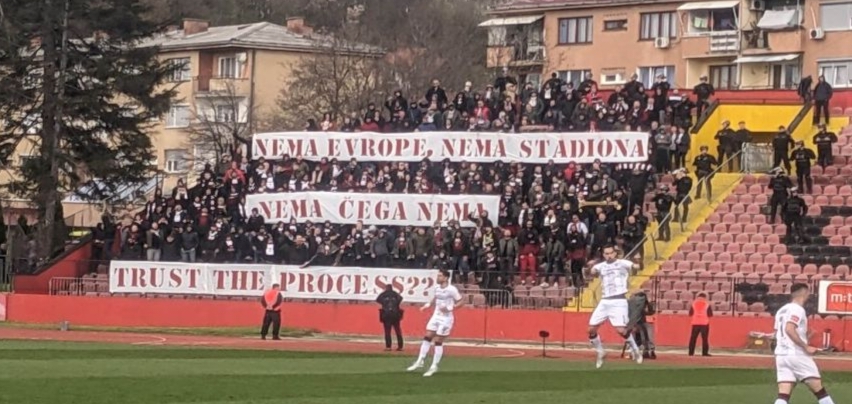 NEMA EVROPE, NEMA STADIONA
NEMA ČEGA NEMA
TRUST THE PROCESS??
m:t